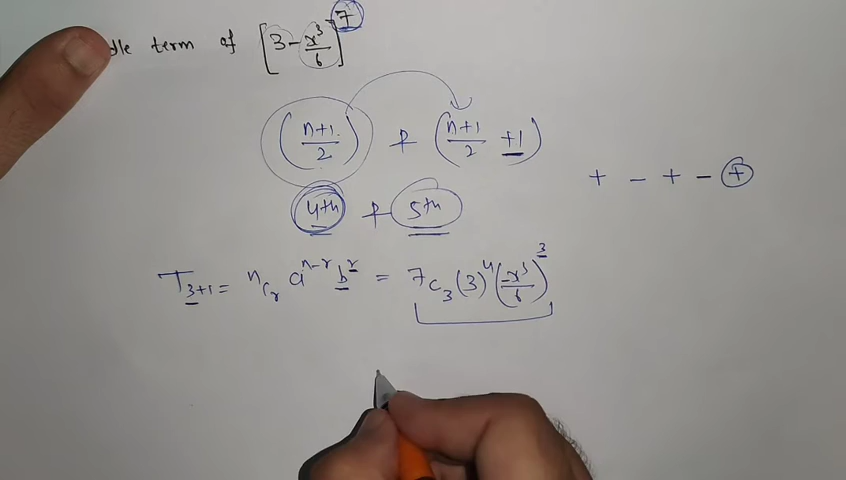 dle term of [3 - x³/6]⁷
((n+1)/2) & ((n+1)/2 +1)
+ - + - +
4th & 5th
T₃₊₁ = ⁿCᵣ aⁿ⁻ʳ bʳ = 7C₃ (3)⁴ (-x³/6)³